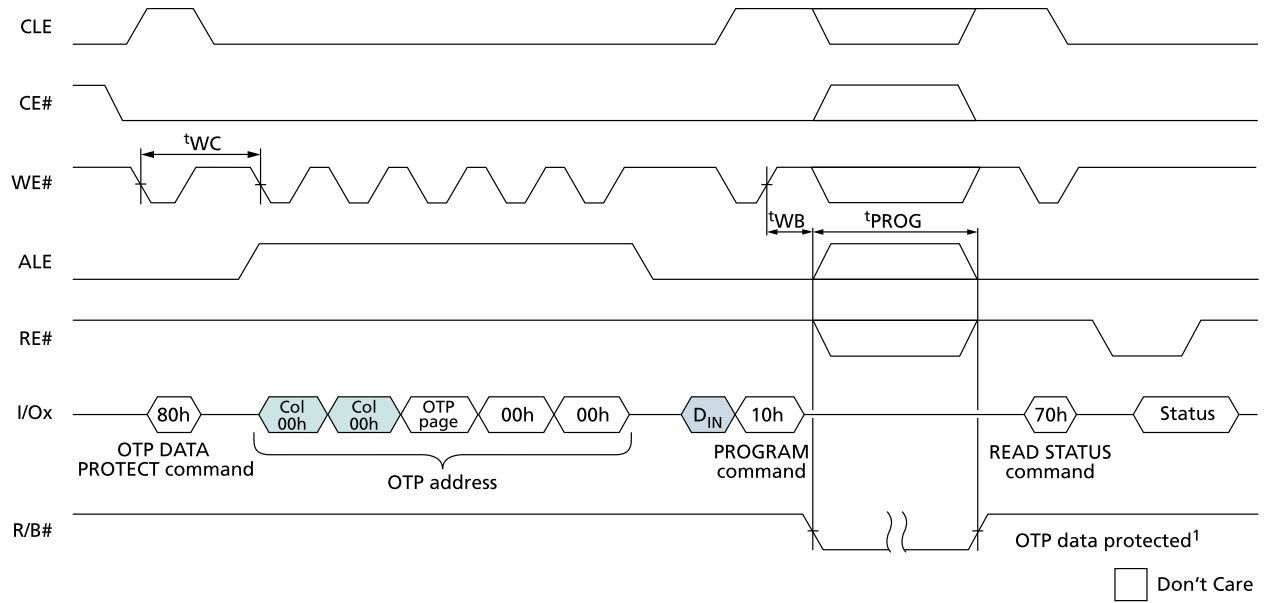 CLE
CE#
tWC
WE#
tWB
tPROG
ALE
RE#
I/Ox
80h
Col
00h
Col
00h
OTP
page
00h
00h
DIN
10h
70h
Status
OTP DATA
PROTECT command
OTP address
PROGRAM
command
READ STATUS
command
R/B#
OTP data protected1
Don't Care